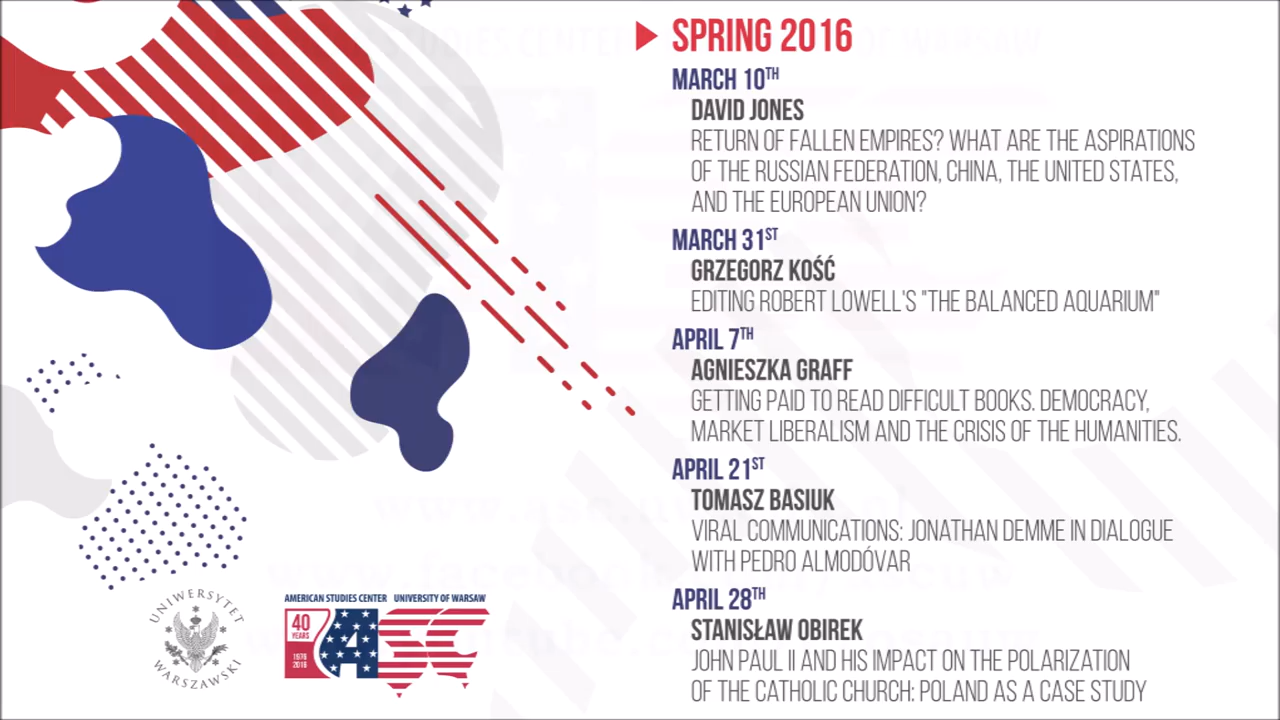 SPRING 2016
MARCH 10TH
DAVID JONES
RETURN OF FALLEN EMPIRES? WHAT ARE THE ASPIRATIONS
OF THE RUSSIAN FEDERATION, CHINA, THE UNITED STATES,
AND THE EUROPEAN UNION?
MARCH 31ST
GRZEGORZ KOŚĆ
EDITING ROBERT LOWELL'S "THE BALANCED AQUARIUM"
APRIL 7TH
AGNIESZKA GRAFF
GETTING PAID TO READ DIFFICULT BOOKS. DEMOCRACY,
MARKET LIBERALISM AND THE CRISIS OF THE HUMANITIES.
APRIL 21ST
TOMASZ BASIUK
VIRAL COMMUNICATIONS: JONATHAN DEMME IN DIALOGUE
WITH PEDRO ALMODÓVAR
APRIL 28TH
STANISŁAW OBIREK
JOHN PAUL II AND HIS IMPACT ON THE POLARIZATION
OF THE CATHOLIC CHURCH: POLAND AS A CASE STUDY
UNIWERSYTET
WARSZAWSKI
AMERICAN STUDIES CENTER UNIVERSITY OF WARSAW
40
YEARS
1976
2016
ASC